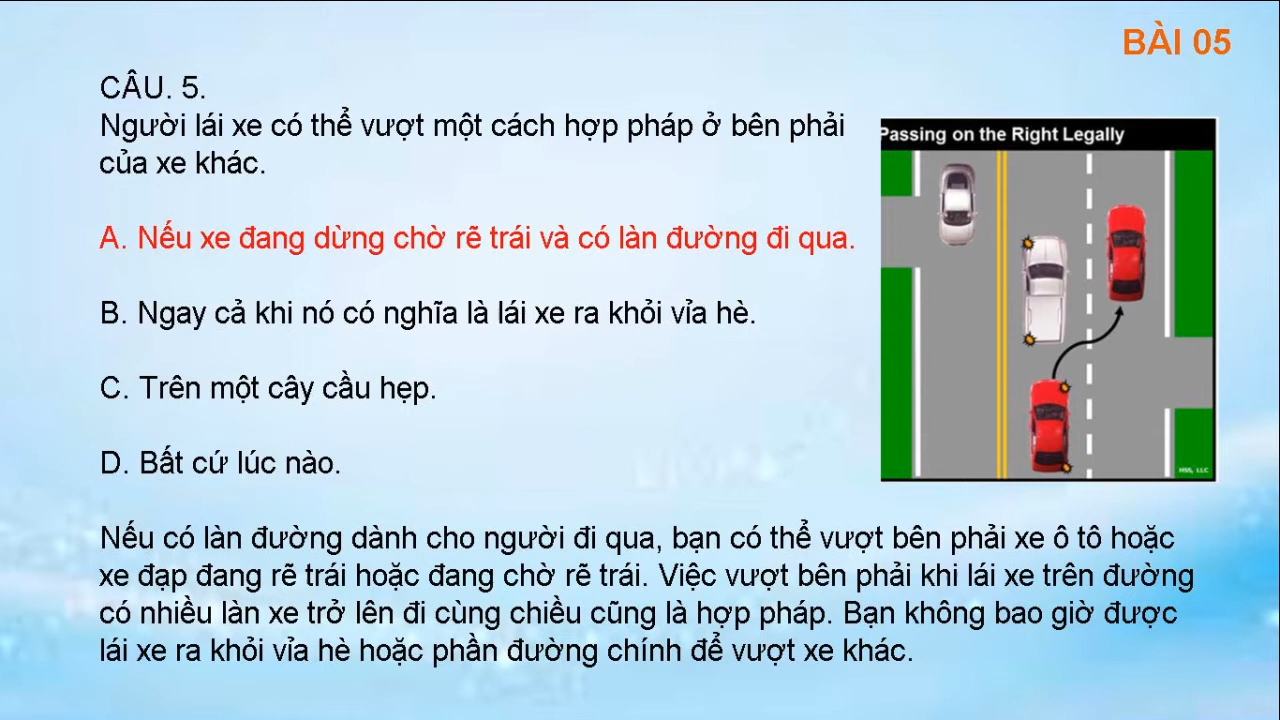 BÀI 05
CÂU. 5.
Người lái xe có thể vượt một cách hợp pháp ở bên phải
của xe khác.
A. Nếu xe đang dừng chờ rẽ trái và có làn đường đi qua.
B. Ngay cả khi nó có nghĩa là lái xe ra khỏi vỉa hè.
C. Trên một cây cầu hẹp.
D. Bất cứ lúc nào.
Passing on the Right Legally
HSS, LLC
Nếu có làn đường dành cho người đi qua, bạn có thể vượt bên phải xe ô tô hoặc
xe đạp đang rẽ trái hoặc đang chờ rẽ trái. Việc vượt bên phải khi lái xe trên đường
có nhiều làn xe trở lên đi cùng chiều cũng là hợp pháp. Bạn không bao giờ được
lái xe ra khỏi vỉa hè hoặc phần đường chính để vượt xe khác.